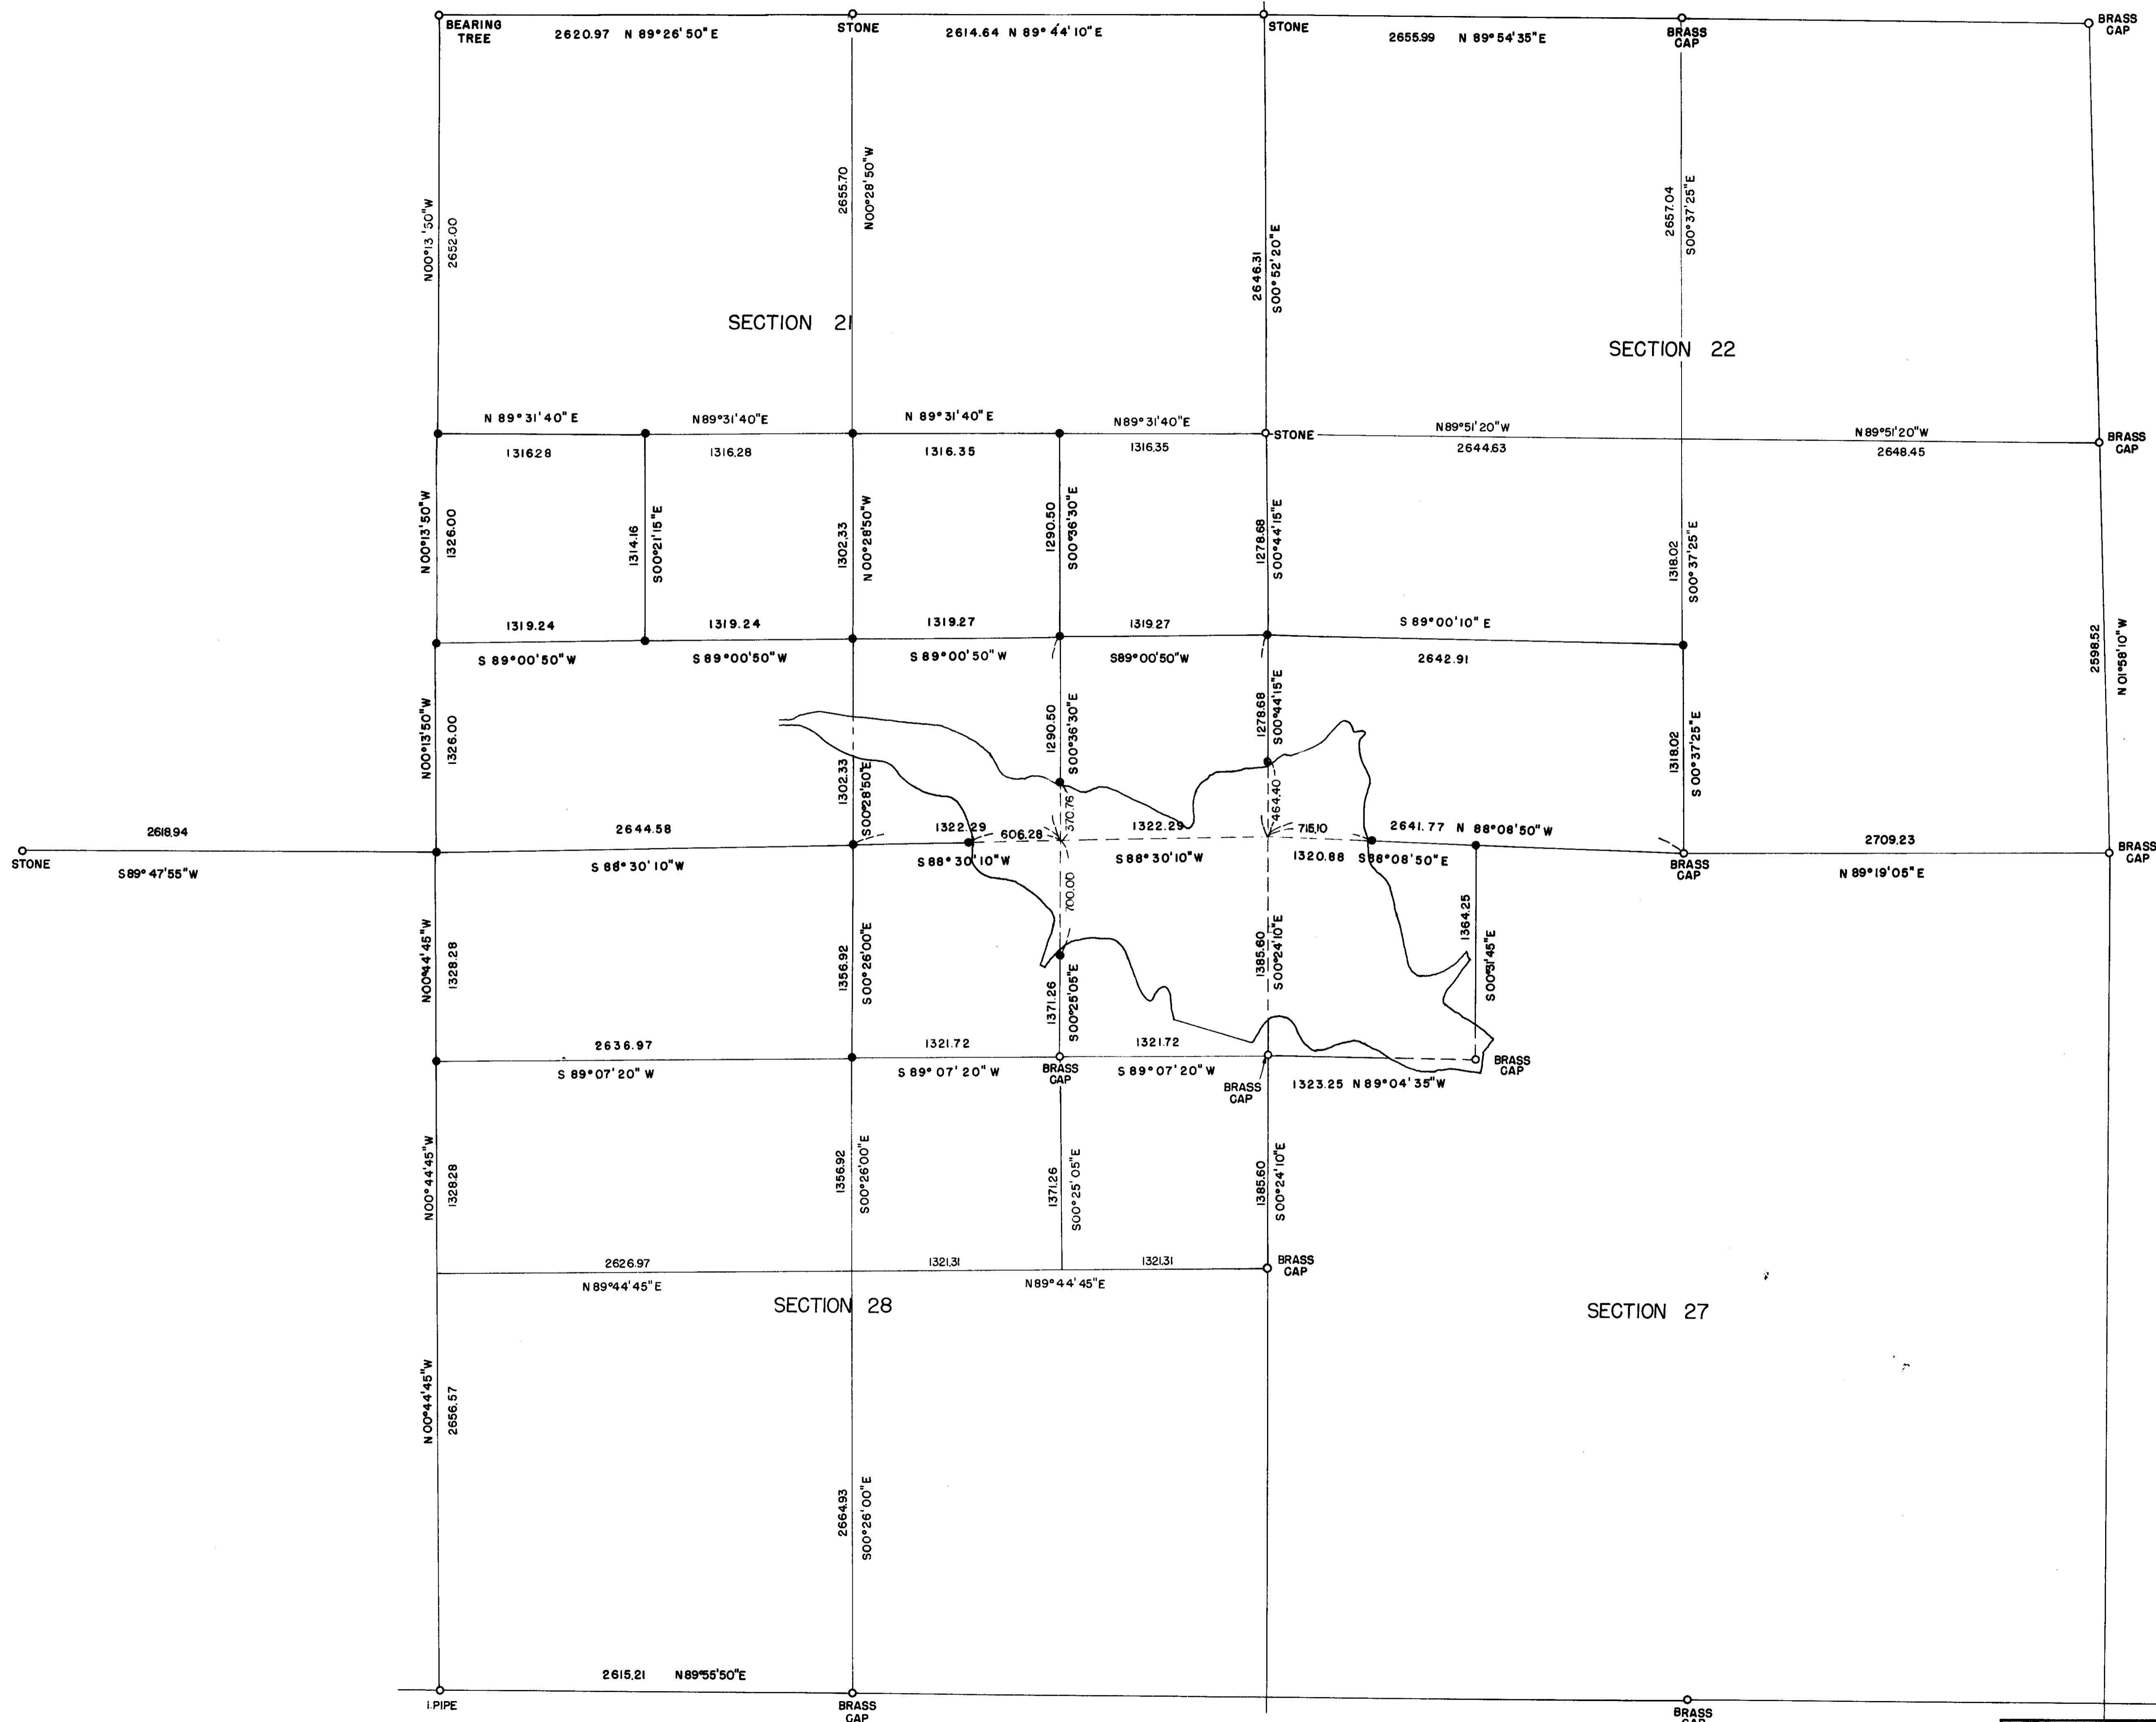 BEARING
TREE
2620.97 N 89°26'50"E
STONE
2614.64 N 89°44'10"E
STONE
2655.99 N 89°54'35"E
BRASS
CAP
BRASS
CAP
N00°13'50"W
2652.00
2655.70
N00°28'50"W
2646.31
S00°52'20"E
2657.04
S00°37'25"E
SECTION 21
SECTION 22
N 89°31'40"E
N89°31'40"E
N 89°31'40"E
N89°31'40"E
STONE
N89°51'20"W
N89°51'20"W
BRASS
CAP
131628
1316.28
1316.35
1316.35
2644.63
2648.45
N00°13'50"W
1326.00
1314.16
S00°21'15"E
1302.33
N00°28'50"W
1290.50
S00°36'30"E
1278.68
S00°44'15"E
1318.02
S00°37'25"E
2598.52
N01°58'10"W
1319.24
1319.24
1319.27
1319.27
S 89°00'10"E
S 89°00'50"W
S 89°00'50"W
S 89°00'50"W
S89°00'50"W
2642.91
N00°13'50"W
1326.00
1302.33
S00°28'50"E
1290.50
S00°36'30"E
370.76
1278.68
S00°44'15"E
464.40
1318.02
S00°37'25"E
2618.94
2644.58
1322.29
606.28
1322.29
715.10
2641.77 N 88°08'50"W
2709.23
STONE
S89°47'55"W
S 88°30'10"W
S88°30'10"W
S88°30'10"W
1320.88 S88°08'50"E
BRASS
CAP
N 89°19'05"E
BRASS
CAP
N00°44'45"W
1328.28
1356.92
S00°26'00"E
700.00
1371.26
S00°25'05"E
1385.60
S00°24'10"E
1364.25
S00°31'45"E
2636.97
1321.72
1321.72
S 89°07'20"W
S 89°07'20"W
BRASS
CAP
S 89°07'20"W
BRASS
CAP
1323.25 N89°04'35"W
BRASS
CAP
N00°44'45"W
1328.28
1356.92
S00°26'00"E
1371.26
S00°25'05"E
1385.60
S00°24'10"E
2626.97
1321.31
1321.31
BRASS
CAP
N89°44'45"E
N89°44'45"E
SECTION 28
SECTION 27
N00°44'45"W
2656.57
2664.93
S00°26'00"E
2615.21 N89°55'50"E
I.PIPE
BRASS
CAP
BRASS
CAP